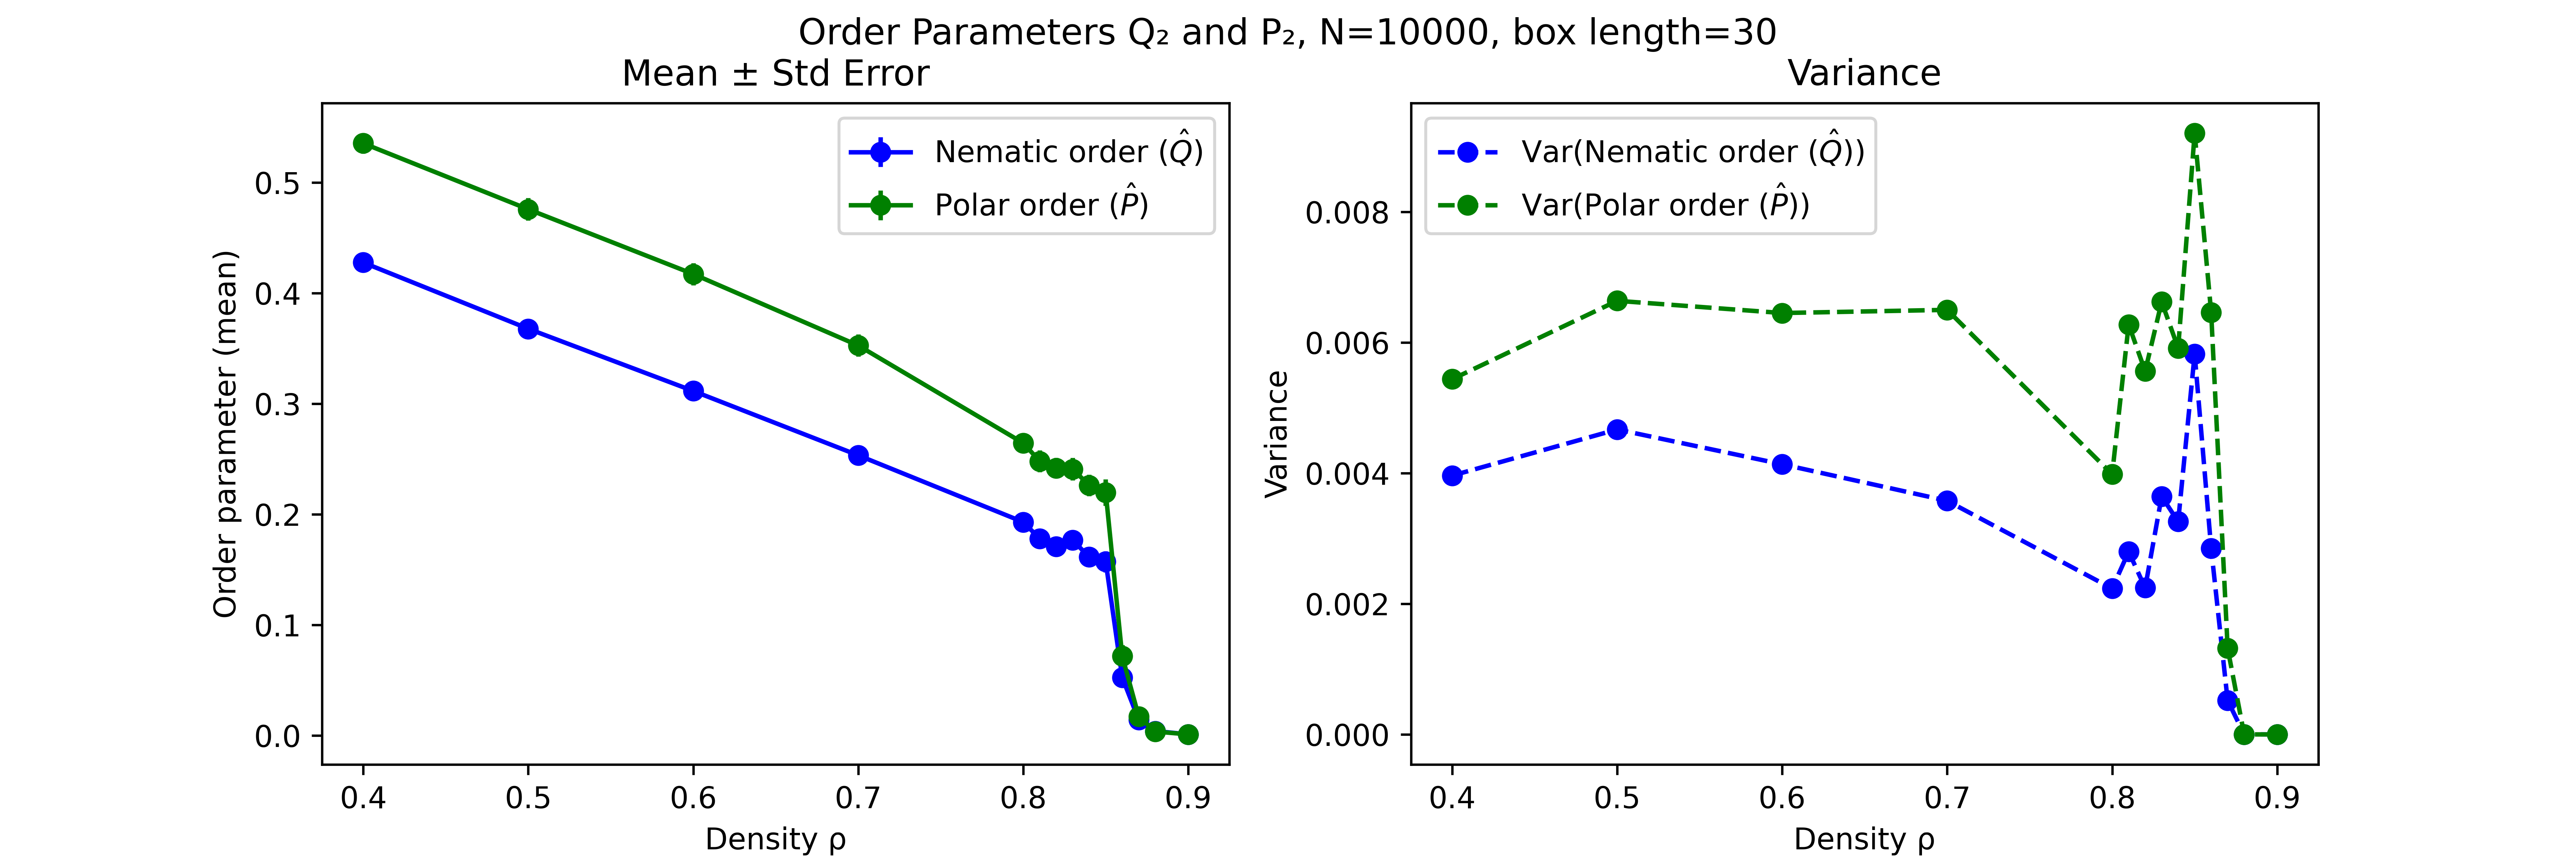 Order Parameters Q₂ and P₂, N=10000, box length=30
Mean ± Std Error
Nematic order (Q̂)
Polar order (P̂)
Order parameter (mean)
0.5
0.4
0.3
0.2
0.1
0.0
0.4 0.5 0.6 0.7 0.8 0.9
Density ρ
Variance
Var(Nematic order (Q̂))
Var(Polar order (P̂))
Variance
0.008
0.006
0.004
0.002
0.000
0.4 0.5 0.6 0.7 0.8 0.9
Density ρ